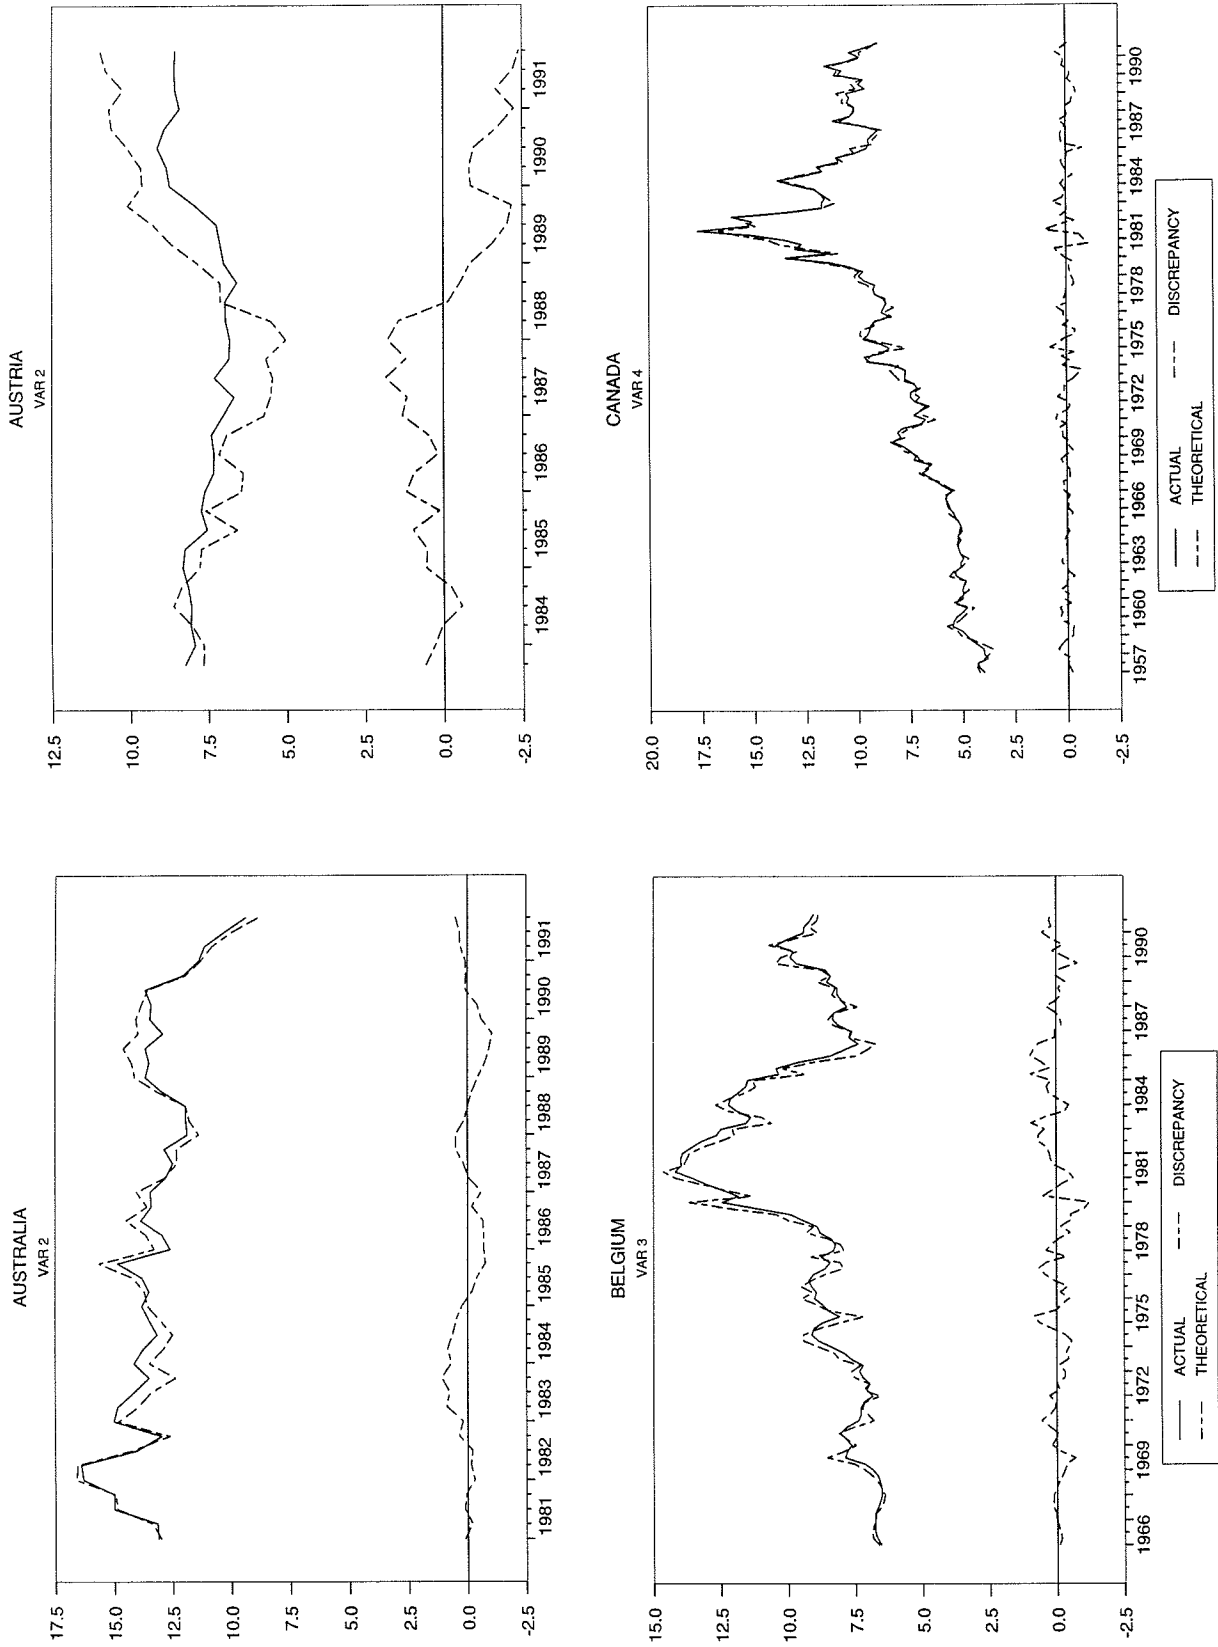 AUSTRALIA
VAR 2
17.5
15.0
12.5
10.0
7.5
5.0
2.5
0.0
-2.5
1981 1982 1983 1984 1985 1986 1987 1988 1989 1990 1991
AUSTRIA
VAR 2
12.5
10.0
7.5
5.0
2.5
0.0
-2.5
1984 1985 1986 1987 1988 1989 1990 1991
BELGIUM
VAR 3
15.0
12.5
10.0
7.5
5.0
2.5
0.0
-2.5
1966 1969 1972 1975 1978 1981 1984 1987 1990
ACTUAL DISCREPANCY
THEORETICAL
CANADA
VAR 4
20.0
17.5
15.0
12.5
10.0
7.5
5.0
2.5
0.0
-2.5
1957 1960 1963 1966 1969 1972 1975 1978 1981 1984 1987 1990
ACTUAL DISCREPANCY
THEORETICAL